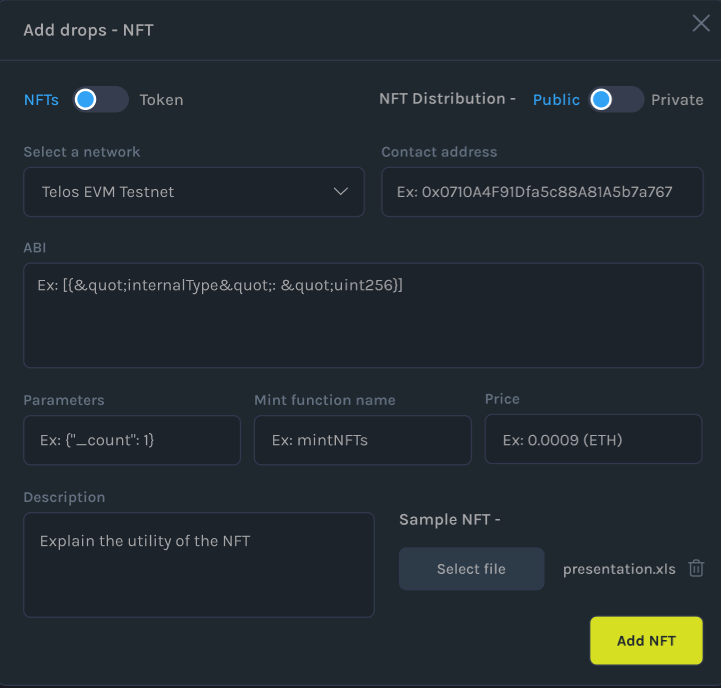 Add drops - NFT
NFTs Token NFT Distribution - Public Private
Select a network Contact address
Telos EVM Testnet Ex: 0x0710A4F91Dfa5c88A81A5b7a767
ABI
Ex: [{&quot;internalType&quot;: &quot;uint256}]
Parameters Mint function name Price
Ex: {"_count": 1} Ex: mintNFTs Ex: 0.0009 (ETH)
Description
Sample NFT -
Explain the utility of the NFT
Select file presentation.xls
Add NFT